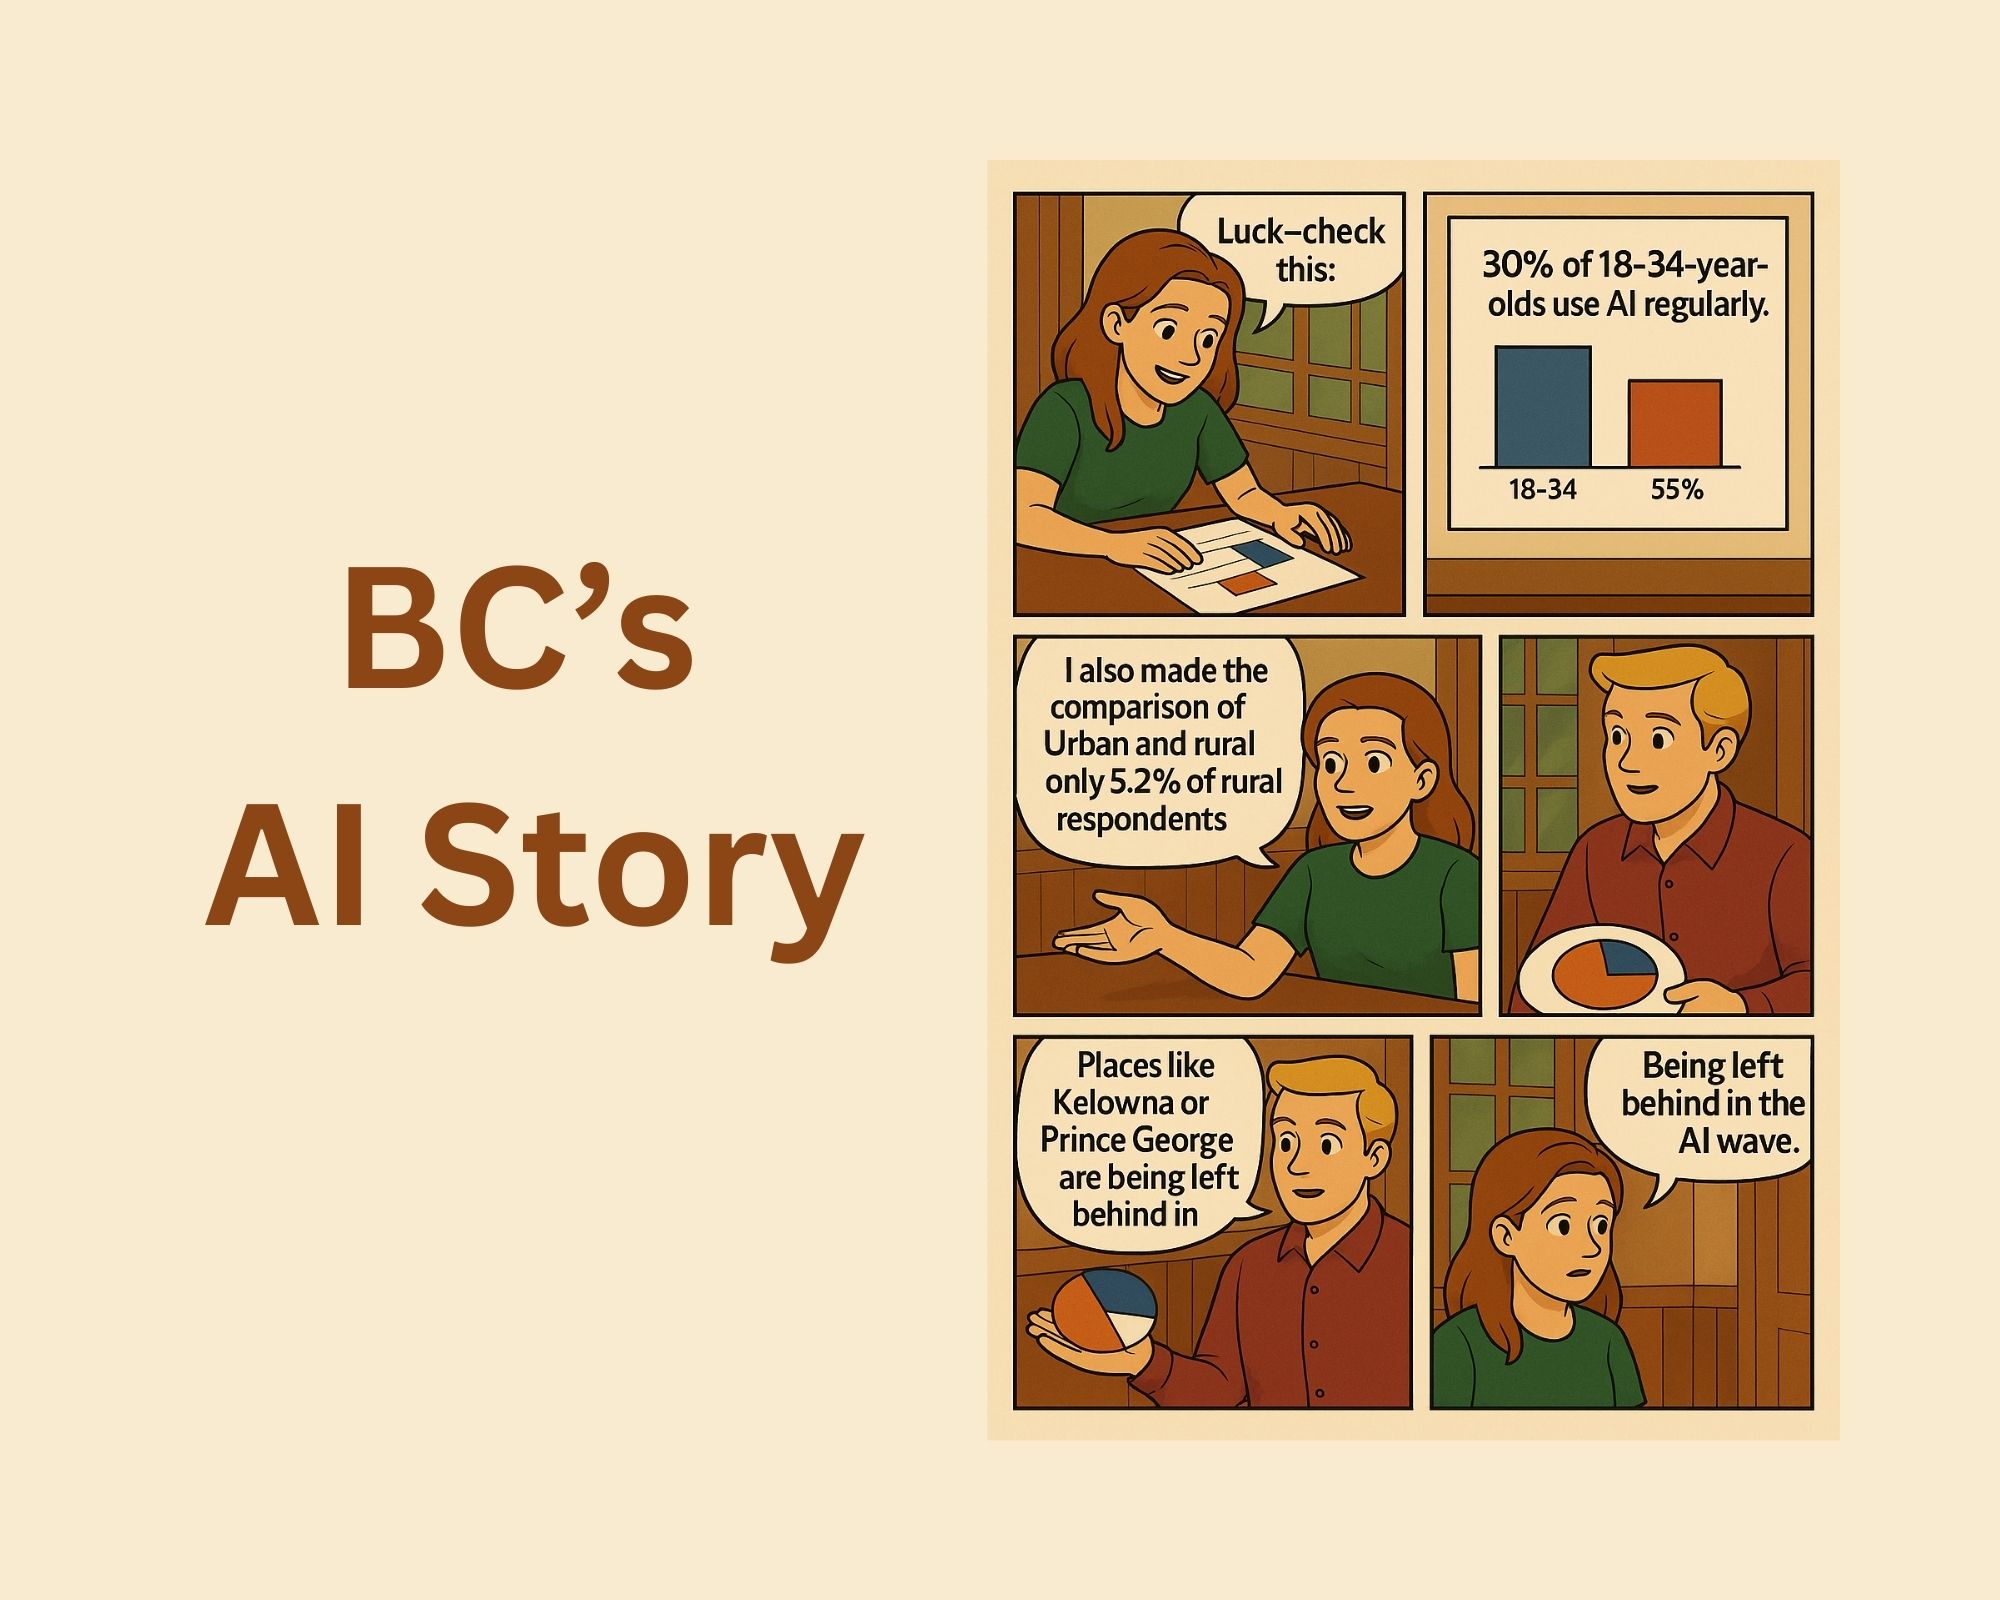 BC’s
AI Story
Luck–check
this:
30% of 18-34-year-
olds use AI regularly.
18-34
55%
I also made the
comparison of
Urban and rural
only 5.2% of rural
respondents
Places like
Kelowna or
Prince George
are being left
behind in
Being left
behind in the
AI wave.